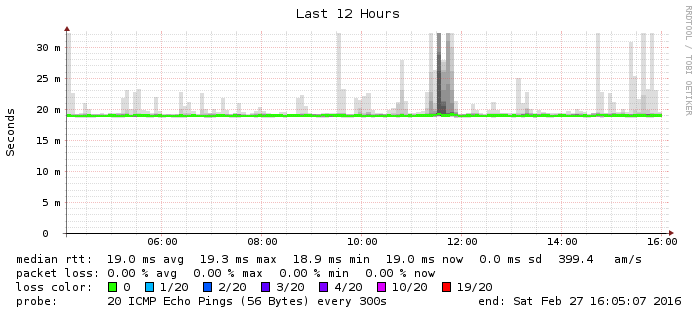 Last 12 Hours
RRDTOOL / TOBI OETIKER
Seconds
30 m
25 m
20 m
15 m
10 m
5 m
0
06:00 08:00 10:00 12:00 14:00 16:00
median rtt: 19.0 ms avg 19.3 ms max 18.9 ms min 19.0 ms now 0.0 ms sd 399.4 am/s
packet loss: 0.00 % avg 0.00 % max 0.00 % min 0.00 % now
loss color: 0 1/20 2/20 3/20 4/20 10/20 19/20
probe: 20 ICMP Echo Pings (56 Bytes) every 300s end: Sat Feb 27 16:05:07 2016